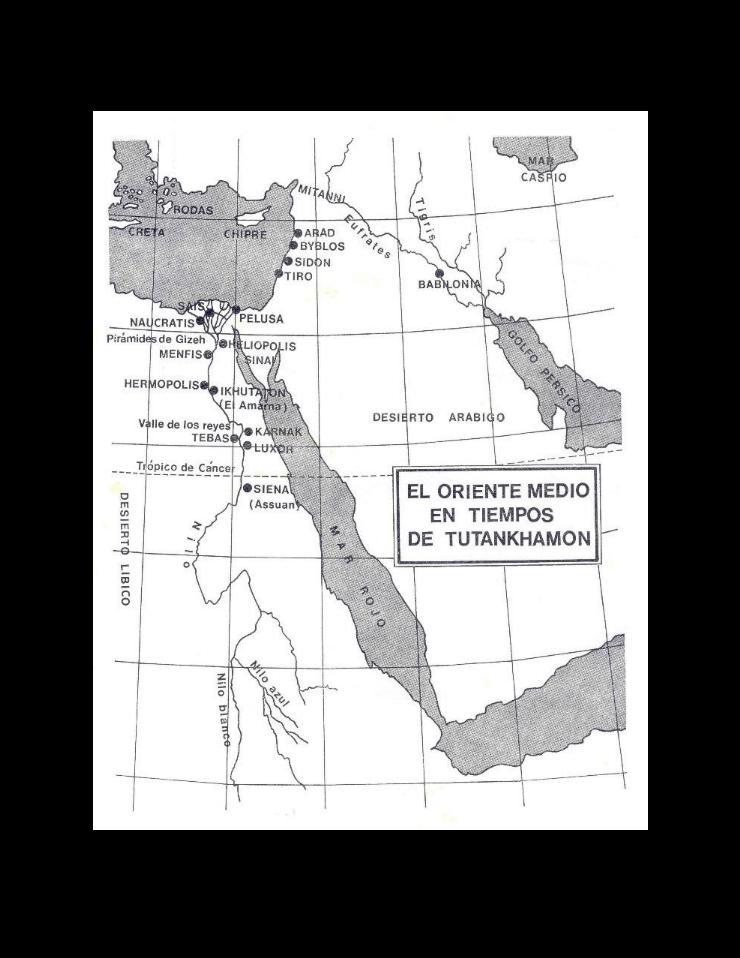 MAR
CASPIO
MITANNI
RODAS
Eufrates
Tigris
CRETA
CHIPRE
ARAD
BYBLOS
SIDON
TIRO
BABILONIA
SAIS
PELUSA
NAUCRATIS
Pirámides de Gizeh
HELIOPOLIS
MENFIS
SINAI
GOLFO PERSICO
HERMOPOLIS
IKHUTATON
(El Amarna)
DESIERTO ARABIGO
Valle de los reyes
KARNAK
TEBAS
LUXOR
Trópico de Cáncer
SIENA
(Assuan)
EL ORIENTE MEDIO
EN TIEMPOS
DE TUTANKHAMON
DESIERTO LIBICO
Nilo
MAR ROJO
Nilo azul
Nilo blanco